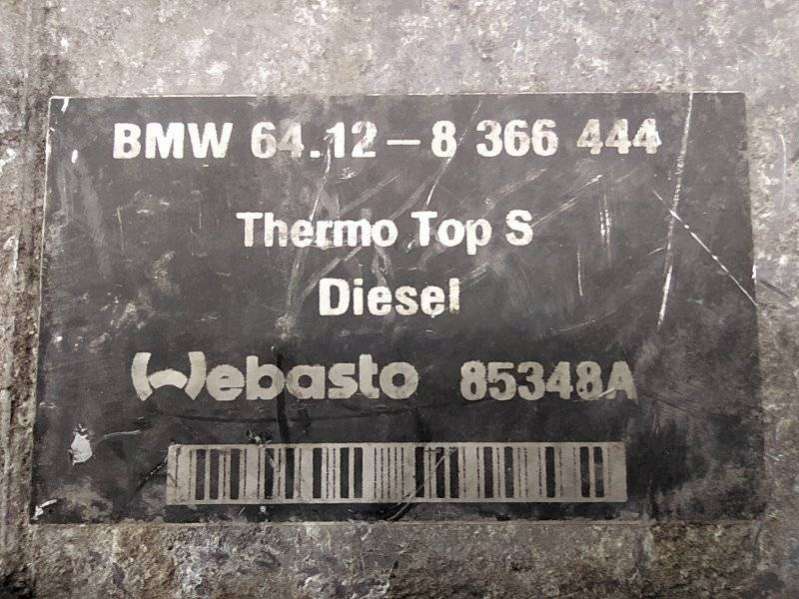 BMW 64.12-8 366 444
Thermo Top S
Diesel
Webasto 85348A